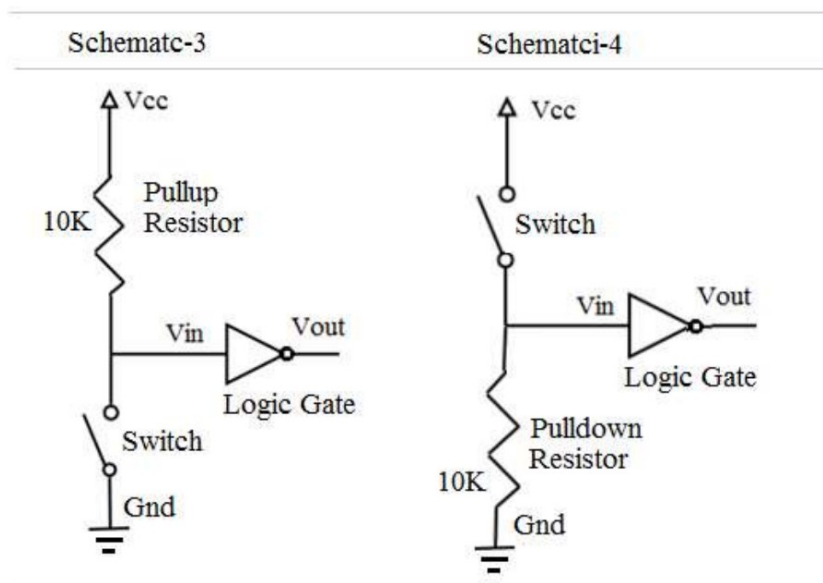 Schematc-3
Schematci-4
Vcc
Pullup
10K Resistor
Vin
Vout
Logic Gate
Switch
Gnd
Vcc
Switch
Vin
Vout
Logic Gate
Pulldown
Resistor
10K
Gnd